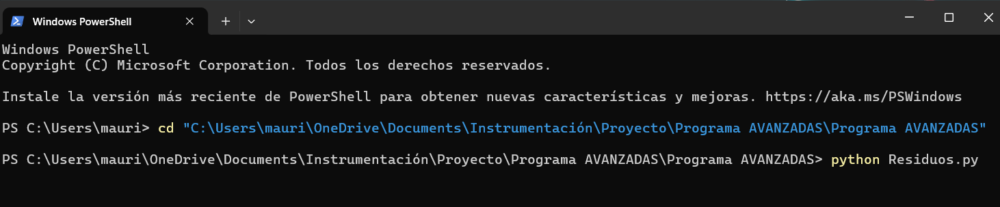 Windows PowerShell
Windows PowerShell
Copyright (C) Microsoft Corporation. Todos los derechos reservados.
Instale la versión más reciente de PowerShell para obtener nuevas características y mejoras. https://aka.ms/PSWindows
PS C:\Users\mauri> cd "C:\Users\mauri\OneDrive\Documents\Instrumentación\Proyecto\Programa AVANZADAS\Programa AVANZADAS"
PS C:\Users\mauri\OneDrive\Documents\Instrumentación\Proyecto\Programa AVANZADAS\Programa AVANZADAS> python Residuos.py